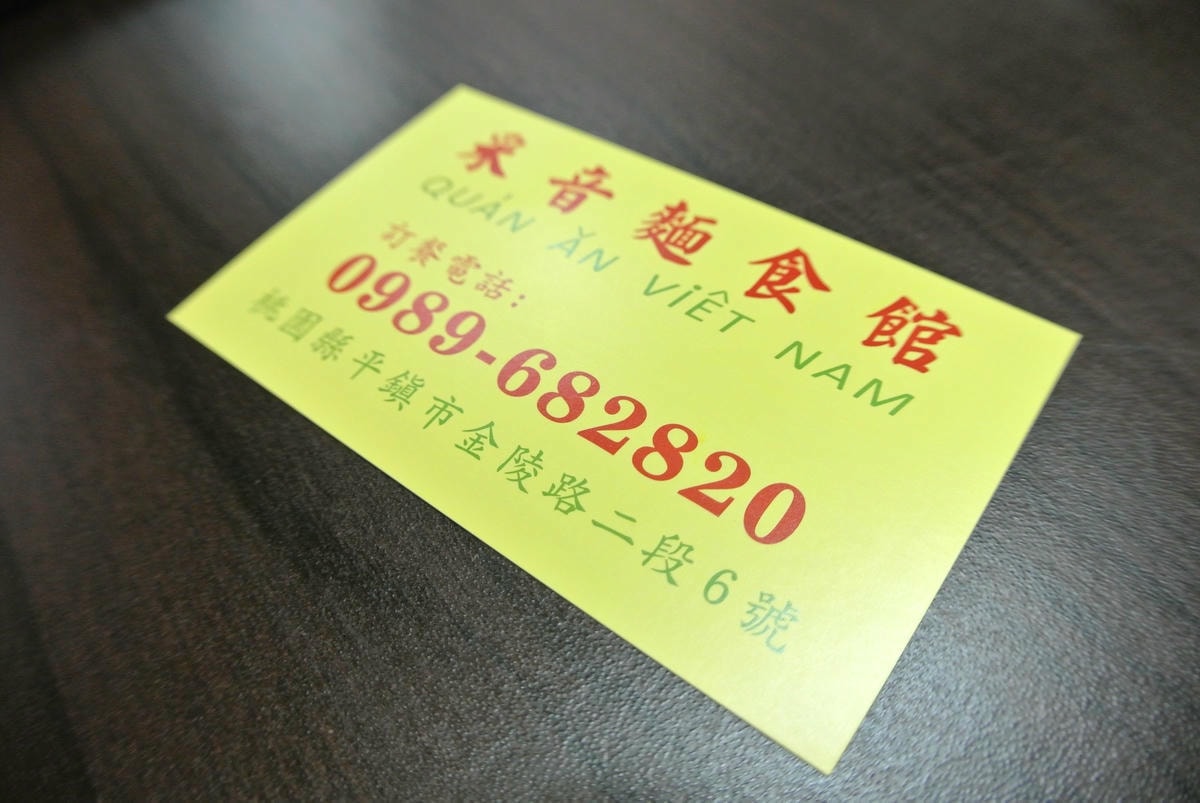 采音麵食館
QUÁN ĂN ViỆT NAM
訂餐電話:
0989-682820
桃園縣平鎮市金陵路二段6號